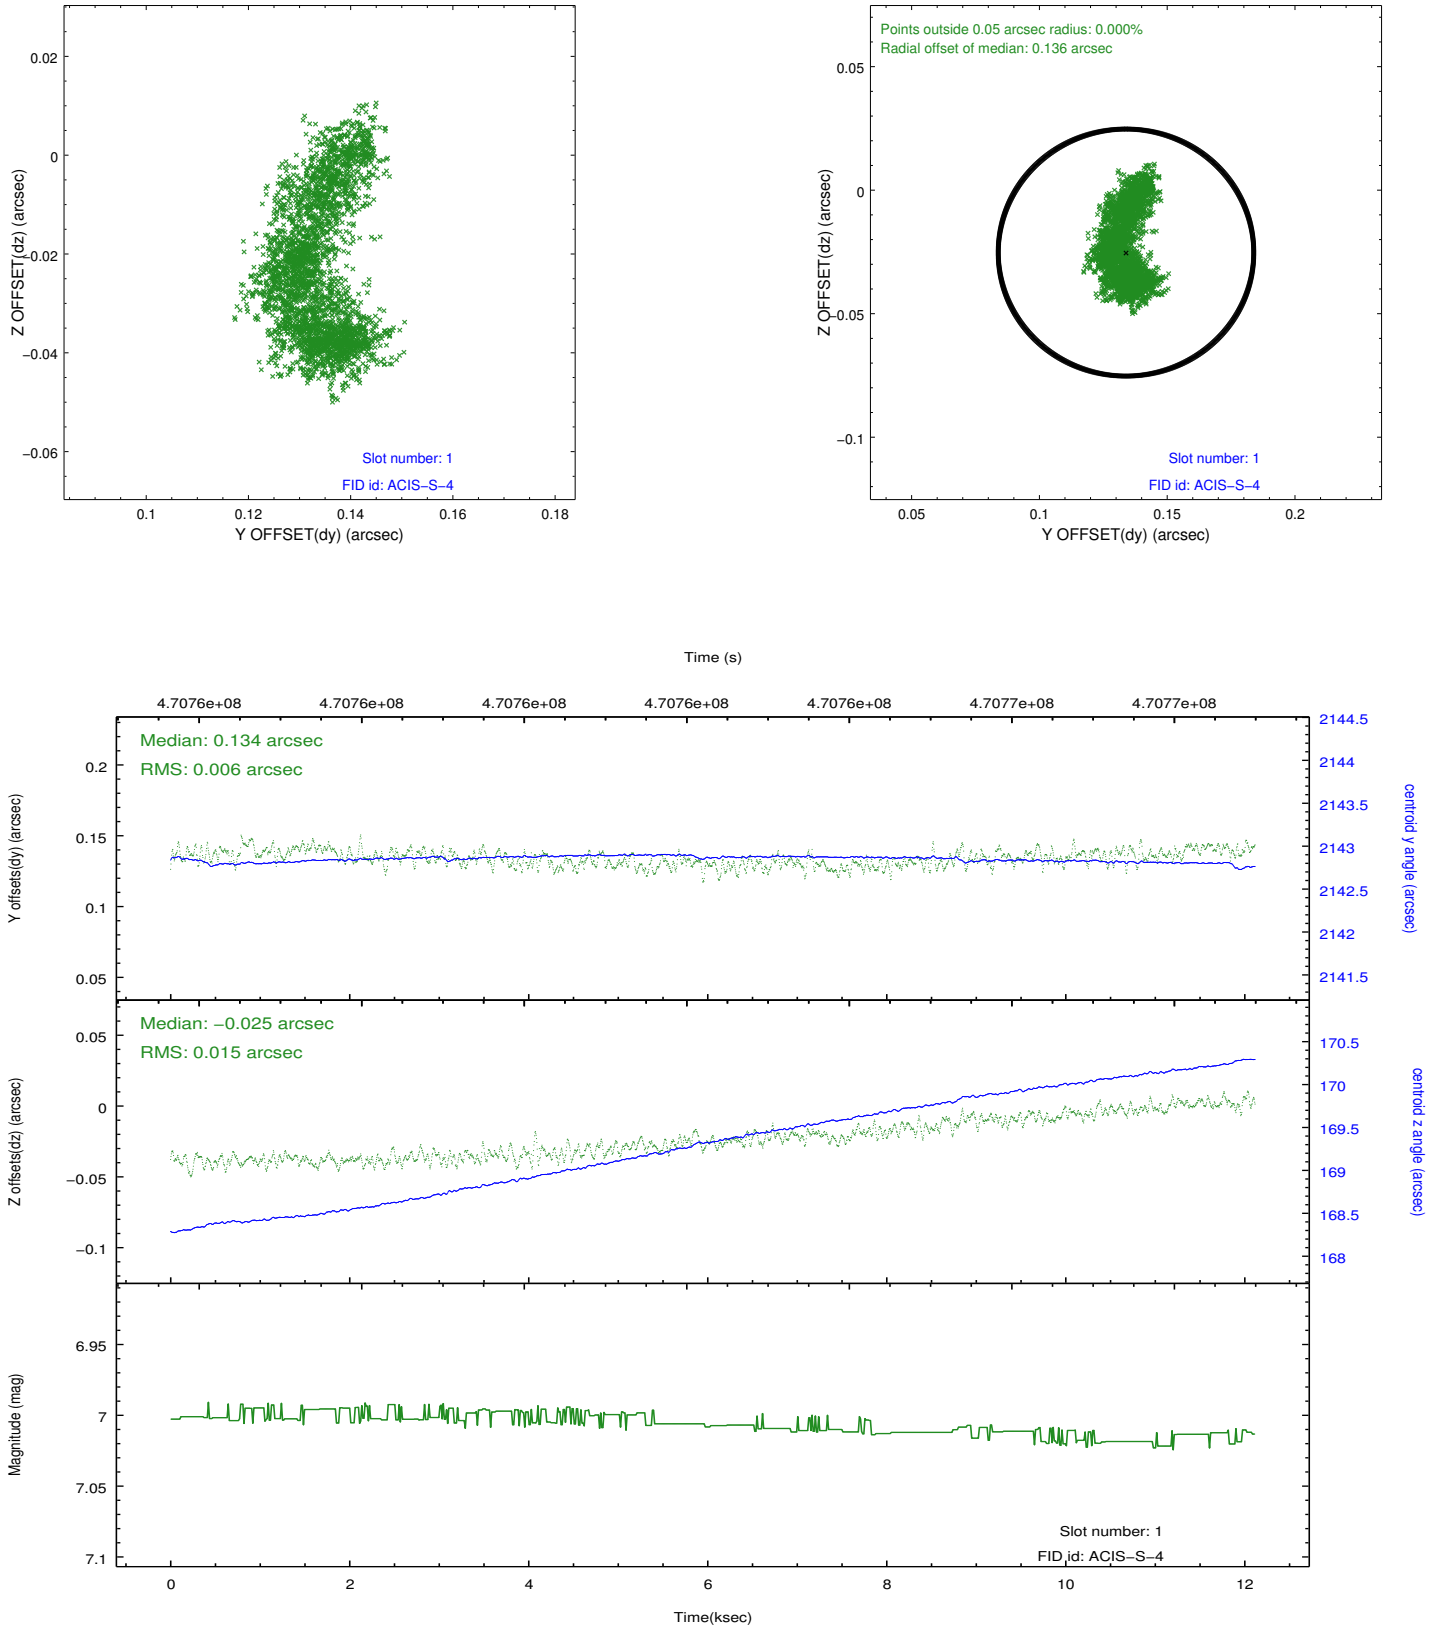 0.02
0
−0.02
−0.04
−0.06
Z OFFSET(dz) (arcsec)
Slot number: 1
FID id: ACIS−S−4
0.1
0.12
0.14
0.16
0.18
Y OFFSET(dy) (arcsec)
Points outside 0.05 arcsec radius: 0.000%
Radial offset of median: 0.136 arcsec
0.05
0
−0.05
−0.1
Z OFFSET(dz) (arcsec)
Slot number: 1
FID id: ACIS−S−4
0.05
0.1
0.15
0.2
Y OFFSET(dy) (arcsec)
Time (s)
4.7076e+08 4.7076e+08 4.7076e+08 4.7076e+08 4.7076e+08 4.7077e+08 4.7077e+08
Median: 0.134 arcsec
RMS: 0.006 arcsec
0.2
0.15
0.1
0.05
Y offsets(dy) (arcsec)
2144.5
2144
2143.5
2143
2142.5
2142
2141.5
centroid y angle (arcsec)
Median: −0.025 arcsec
RMS: 0.015 arcsec
0.05
0
−0.05
−0.1
Z offsets(dz) (arcsec)
170.5
170
169.5
169
168.5
168
centroid z angle (arcsec)
6.95
7
7.05
7.1
Magnitude (mag)
Slot number: 1
FID id: ACIS−S−4
0 2 4 6 8 10 12
Time(ksec)